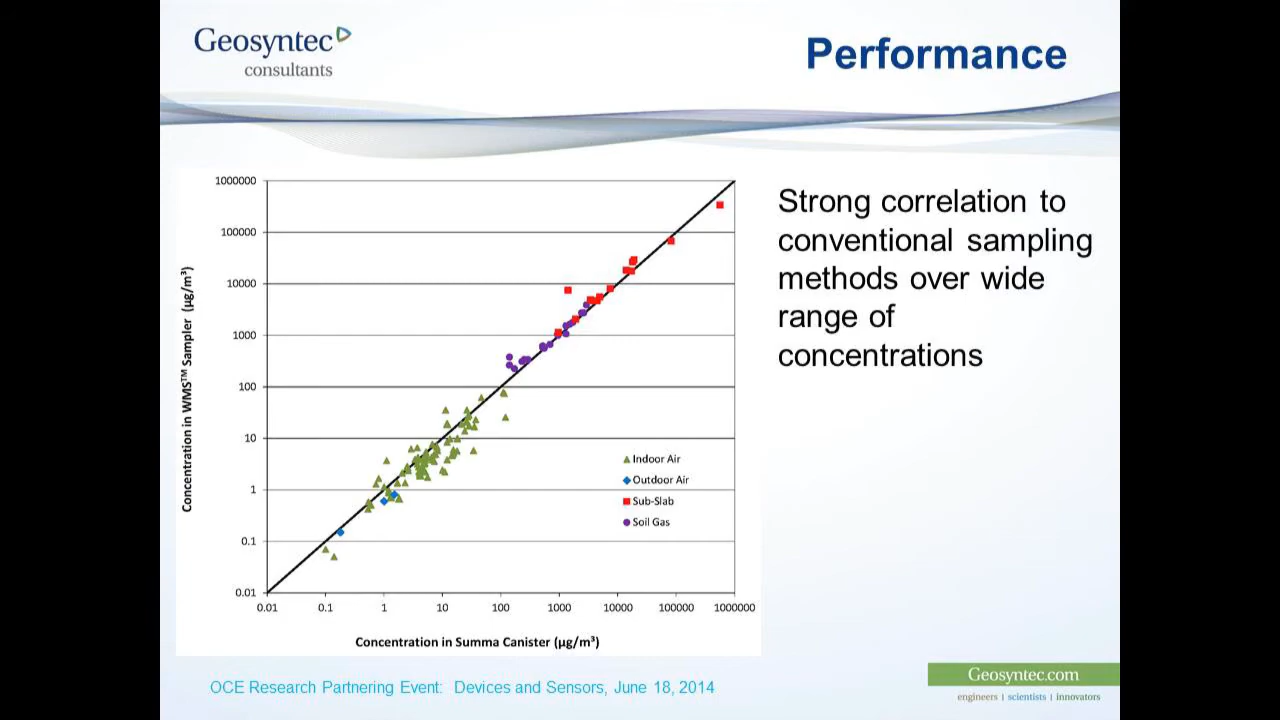 Geosyntec
consultants
Performance
Strong correlation to
conventional sampling
methods over wide
range of
concentrations
Concentration in WMS™ Sampler (µg/m³)
1000000
100000
10000
1000
100
10
1
0.1
0.01
Indoor Air
Outdoor Air
Sub-Slab
Soil Gas
0.01 0.1 1 10 100 1000 10000 100000 1000000
Concentration in Summa Canister (µg/m³)
OCE Research Partnering Event: Devices and Sensors, June 18, 2014
Geosyntec.com
engineers | scientists | innovators